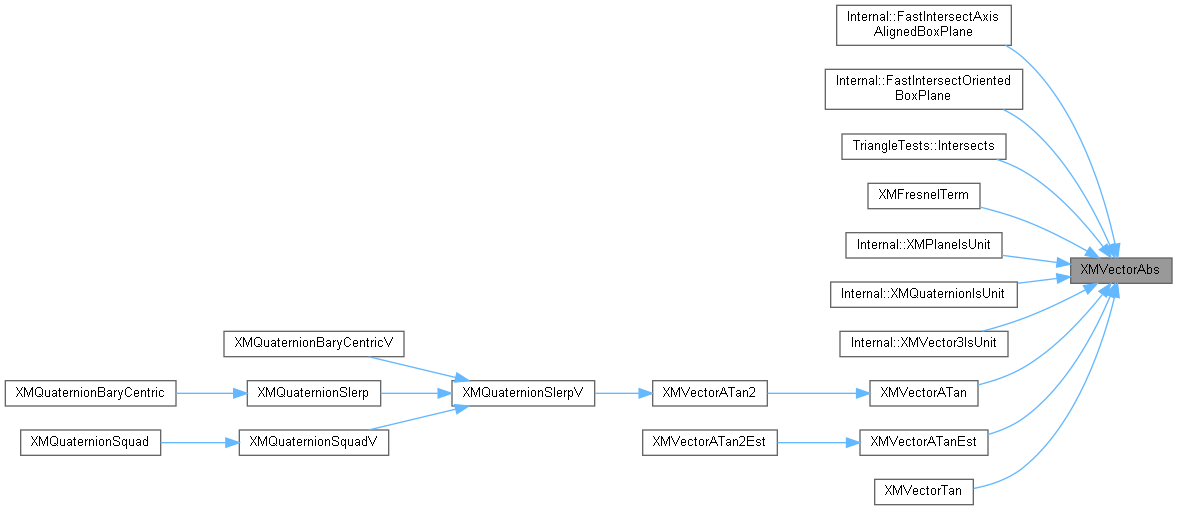 Internal::FastIntersectAxis
AlignedBoxPlane
Internal::FastIntersectOriented
BoxPlane
TriangleTests::Intersects
XMFresnelTerm
Internal::XMPlaneIsUnit
XMVectorAbs
Internal::XMQuaternionIsUnit
XMQuaternionBaryCentricV
Internal::XMVector3IsUnit
XMQuaternionBaryCentric
XMQuaternionSlerp
XMQuaternionSlerpV
XMVectorATan2
XMVectorATan
XMQuaternionSquad
XMQuaternionSquadV
XMVectorATan2Est
XMVectorATanEst
XMVectorTan